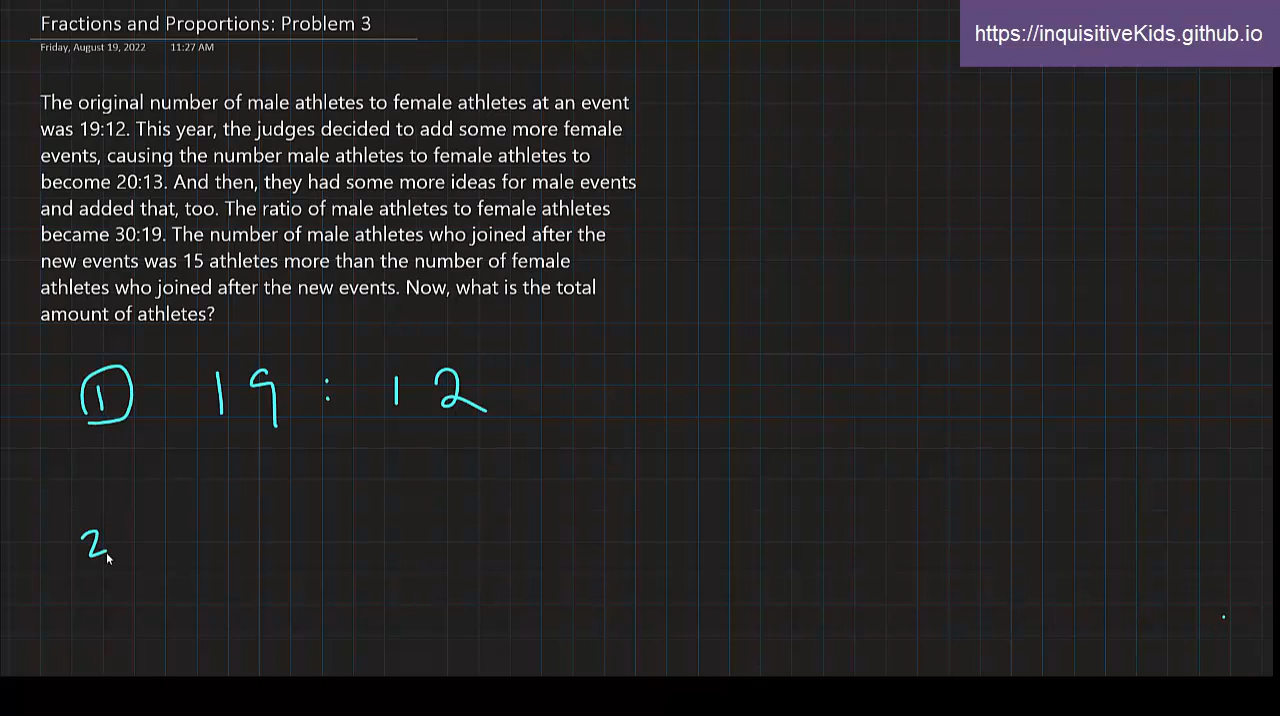 Fractions and Proportions: Problem 3
https://inquisitiveKids.github.io
Friday, August 19, 2022 11:27 AM
The original number of male athletes to female athletes at an event
was 19:12. This year, the judges decided to add some more female
events, causing the number male athletes to female athletes to
become 20:13. And then, they had some more ideas for male events
and added that, too. The ratio of male athletes to female athletes
became 30:19. The number of male athletes who joined after the
new events was 15 athletes more than the number of female
athletes who joined after the new events. Now, what is the total
amount of athletes?
1 19 : 12
2